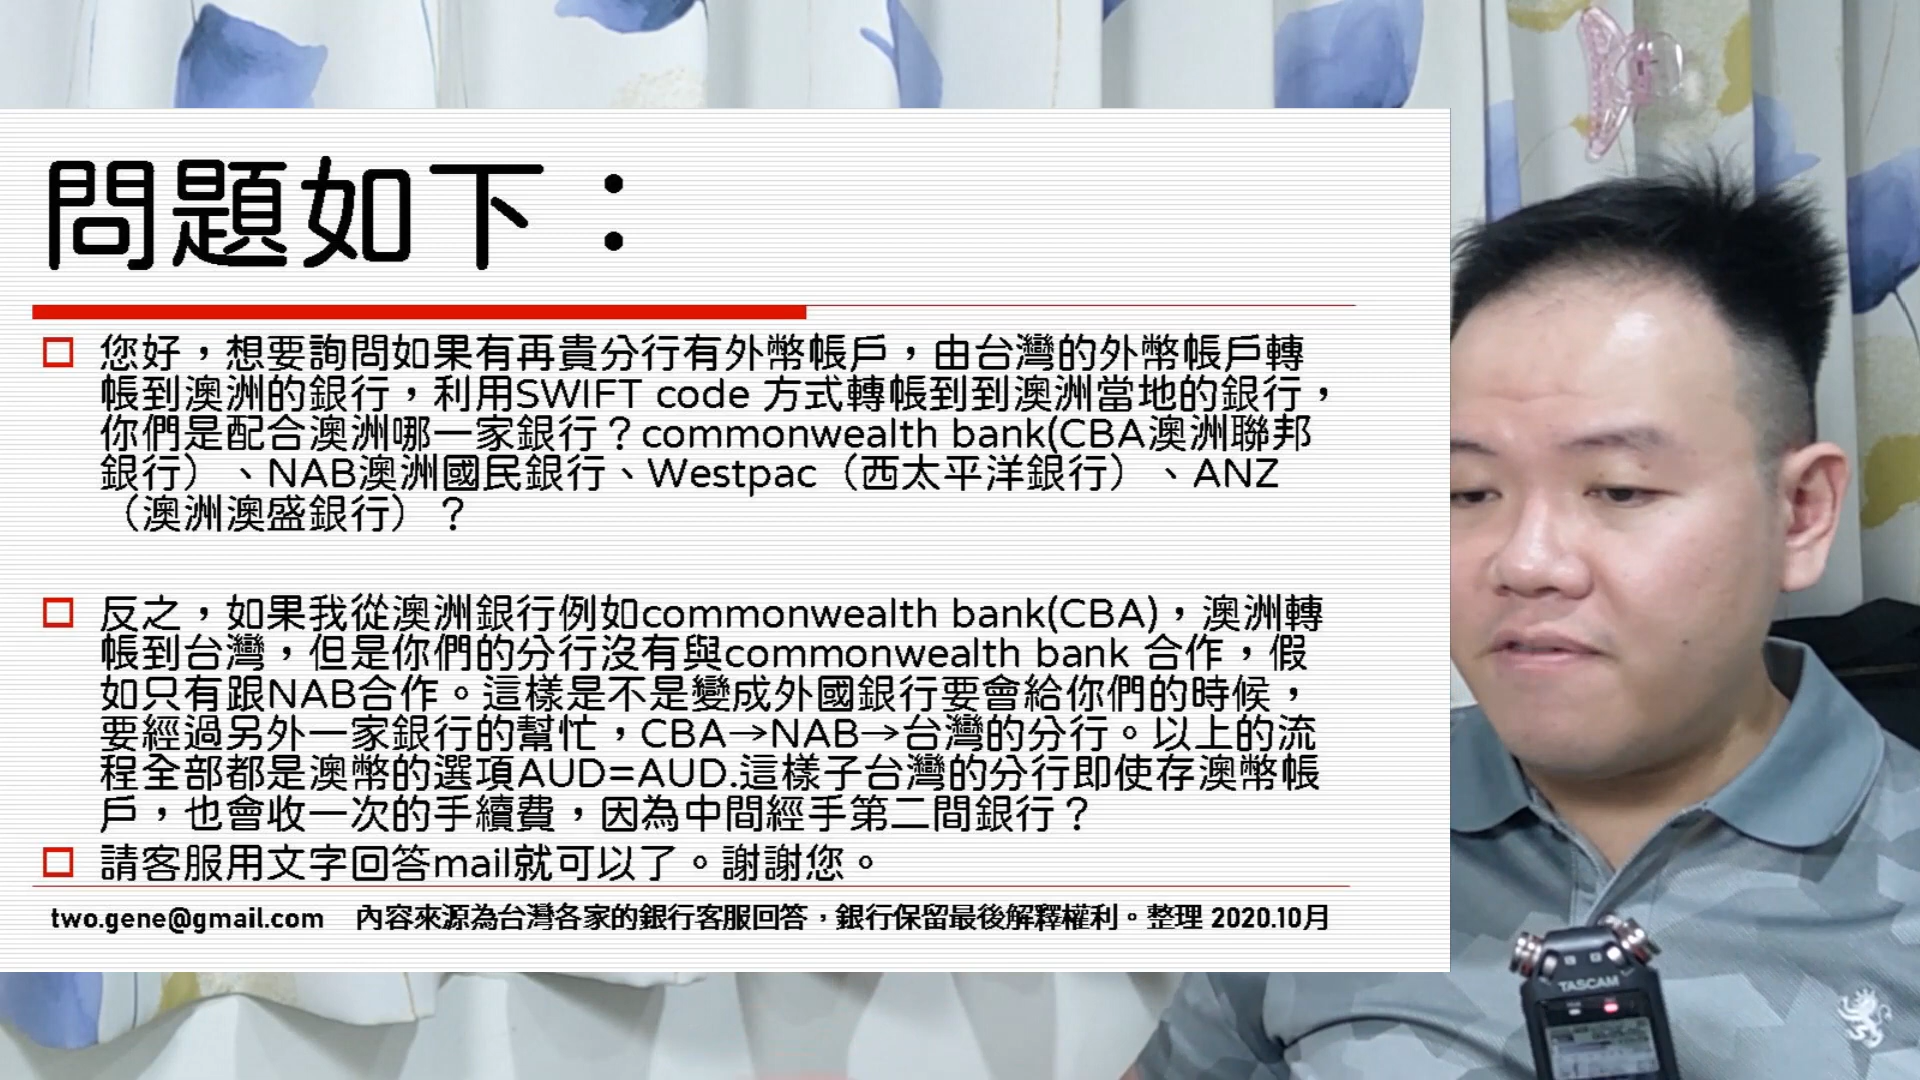 問題如下：
您好，想要詢問如果有再貴分行有外幣帳戶，由台灣的外幣帳戶轉
帳到澳洲的銀行，利用SWIFT code 方式轉帳到到澳洲當地的銀行，
你們是配合澳洲哪一家銀行？commonwealth bank(CBA澳洲聯邦
銀行）、NAB澳洲國民銀行、Westpac（西太平洋銀行）、ANZ
（澳洲澳盛銀行）？
反之，如果我從澳洲銀行例如commonwealth bank(CBA)，澳洲轉
帳到台灣，但是你們的分行沒有與commonwealth bank 合作，假
如只有跟NAB合作。這樣是不是變成外國銀行要會給你們的時候，
要經過另外一家銀行的幫忙，CBA→NAB→台灣的分行。以上的流
程全部都是澳幣的選項AUD=AUD.這樣子台灣的分行即使存澳幣帳
戶，也會收一次的手續費，因為中間經手第二間銀行？
請客服用文字回答mail就可以了。謝謝您。
two.gene@gmail.com 內容來源為台灣各家的銀行客服回答，銀行保留最後解釋權利。整理 2020.10月
TASCAM